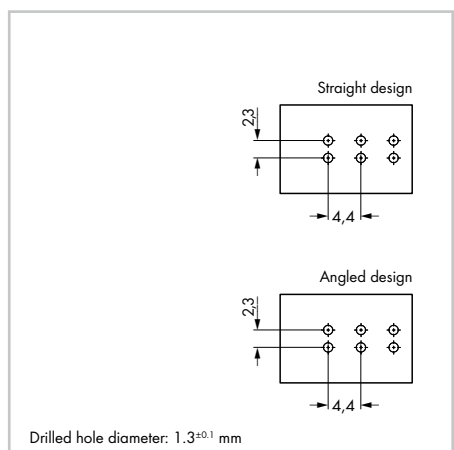 Straight design
2,3
4,4
Angled design
2,3
4,4
Drilled hole diameter: 1.3±0.1 mm